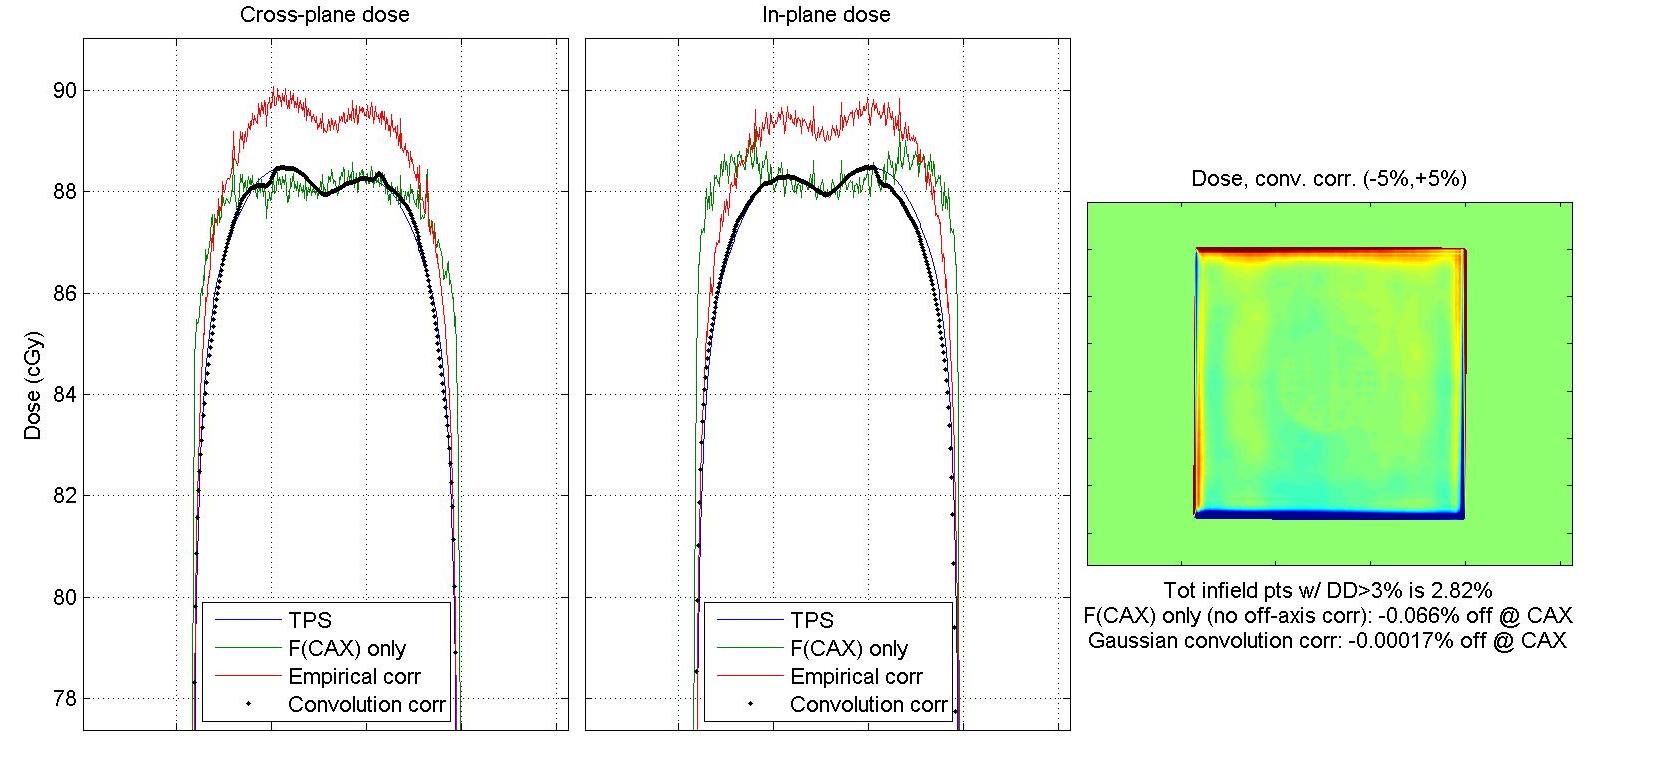 Cross-plane dose
In-plane dose
Dose (cGy)
90
88
86
84
82
80
78
TPS
F(CAX) only
Empirical corr
Convolution corr
TPS
F(CAX) only
Empirical corr
Convolution corr
Dose, conv. corr. (-5%,+5%)
Tot infield pts w/ DD>3% is 2.82%
F(CAX) only (no off-axis corr): -0.066% off @ CAX
Gaussian convolution corr: -0.00017% off @ CAX